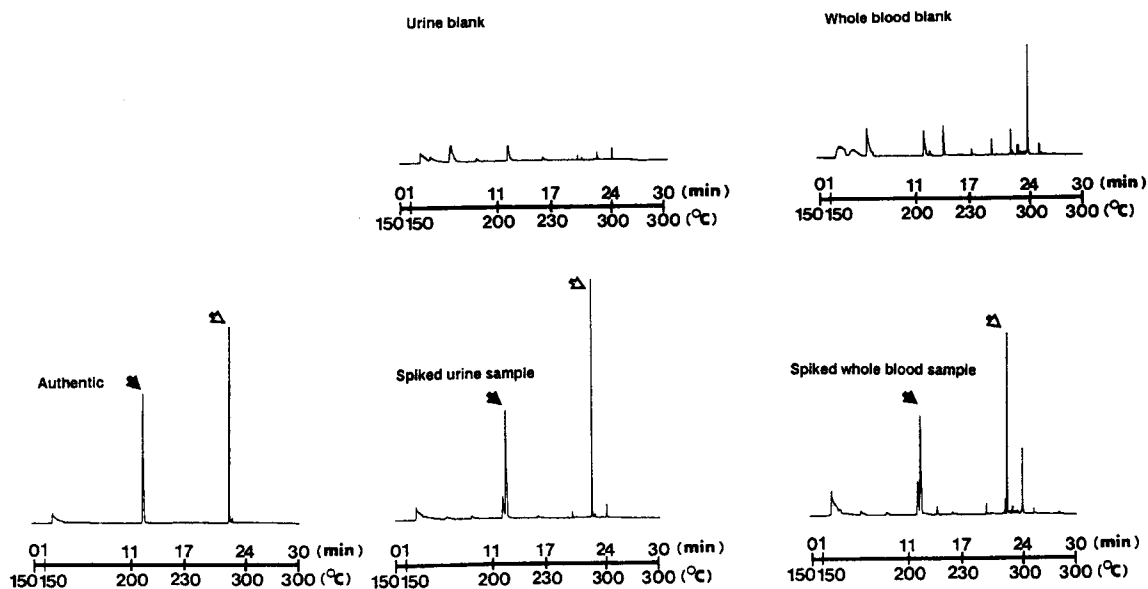 Urine blank
Whole blood blank
01 11 17 24 30 (min)
150 150 200 230 300 300 (°C)
01 11 17 24 30 (min)
150 150 200 230 300 300 (°C)
Authentic
Spiked urine sample
Spiked whole blood sample
01 11 17 24 30 (min)
150 150 200 230 300 300 (°C)
01 11 17 24 30 (min)
150 150 200 230 300 300 (°C)
01 11 17 24 30 (min)
150 150 200 230 300 300 (°C)